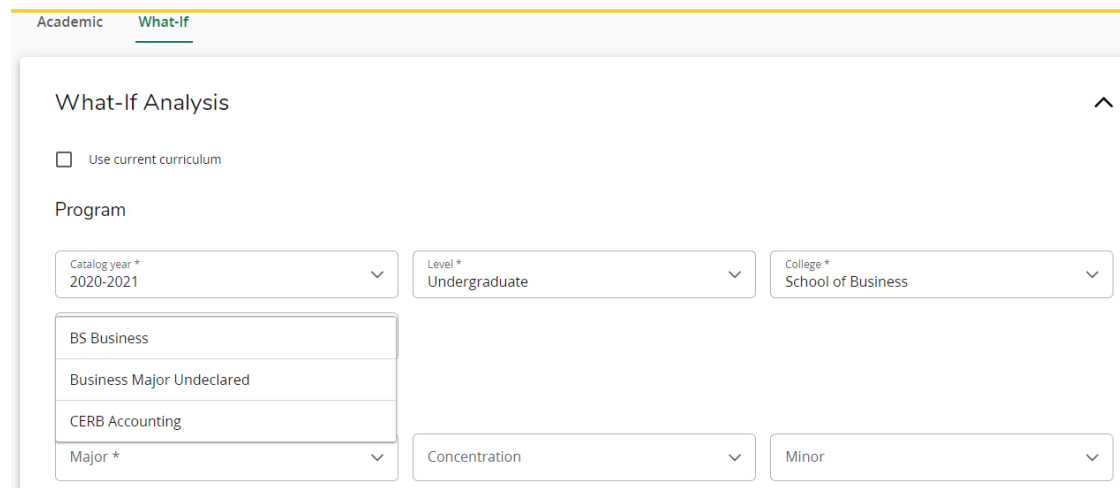 Academic What-If
What-If Analysis
Use current curriculum
Program
Catalog year * Level * College *
2020-2021 Undergraduate School of Business
BS Business
Business Major Undeclared
CERB Accounting
Major * Concentration Minor